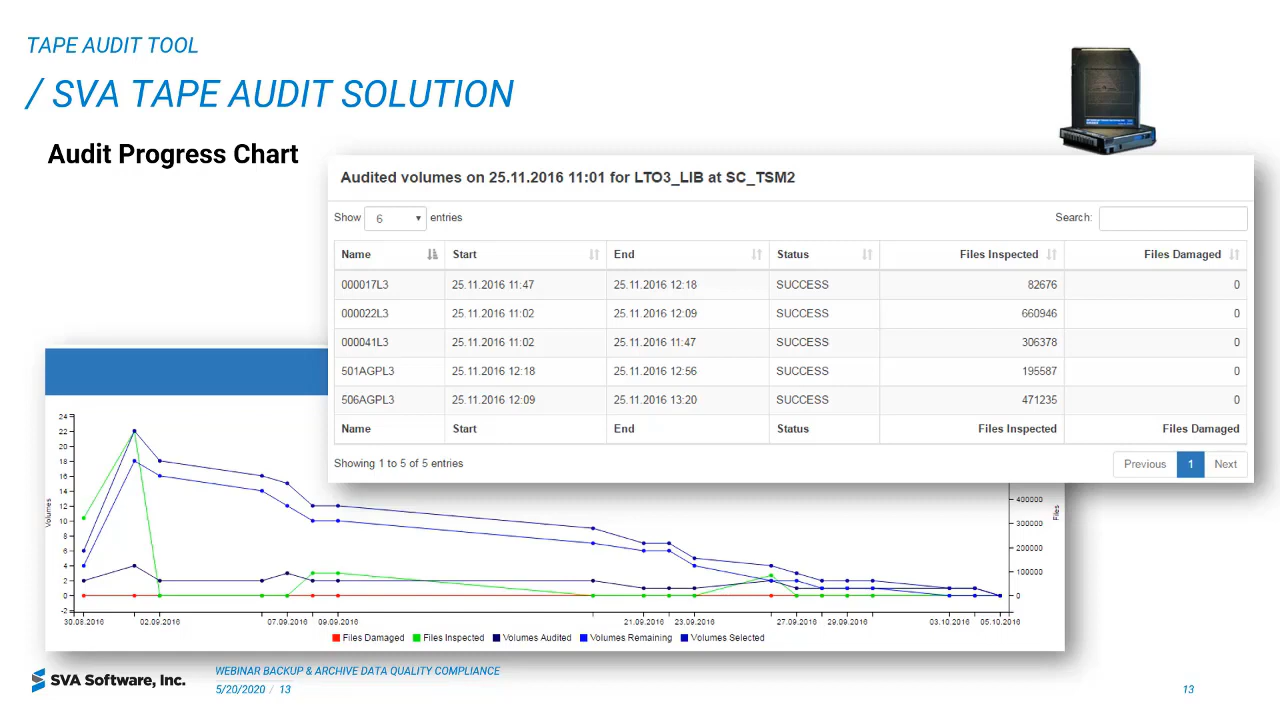 TAPE AUDIT TOOL
/ SVA TAPE AUDIT SOLUTION
Audit Progress Chart
Audited volumes on 25.11.2016 11:01 for LTO3_LIB at SC_TSM2
Show 6 entries Search:
Name Start End Status Files Inspected Files Damaged
000017L3 25.11.2016 11:47 25.11.2016 12:18 SUCCESS 82676 0
000022L3 25.11.2016 11:02 25.11.2016 12:09 SUCCESS 660946 0
000041L3 25.11.2016 11:02 25.11.2016 11:47 SUCCESS 306378 0
501AGPL3 25.11.2016 12:18 25.11.2016 12:56 SUCCESS 195587 0
506AGPL3 25.11.2016 12:09 25.11.2016 13:20 SUCCESS 471235 0
Name Start End Status Files Inspected Files Damaged
Showing 1 to 5 of 5 entries Previous 1 Next
24
22
20
18
16
14
12
10
8
6
4
2
0
-2
Volumes
400000
300000
200000
100000
0
Files
30.08.2016 02.09.2016 07.09.2016 09.09.2016 21.09.2016 23.09.2016 27.09.2016 29.09.2016 03.10.2016 05.10.2016
Files Damaged Files Inspected Volumes Audited Volumes Remaining Volumes Selected
SVA Software, Inc.
WEBINAR BACKUP & ARCHIVE DATA QUALITY COMPLIANCE
5/20/2020 / 13
13